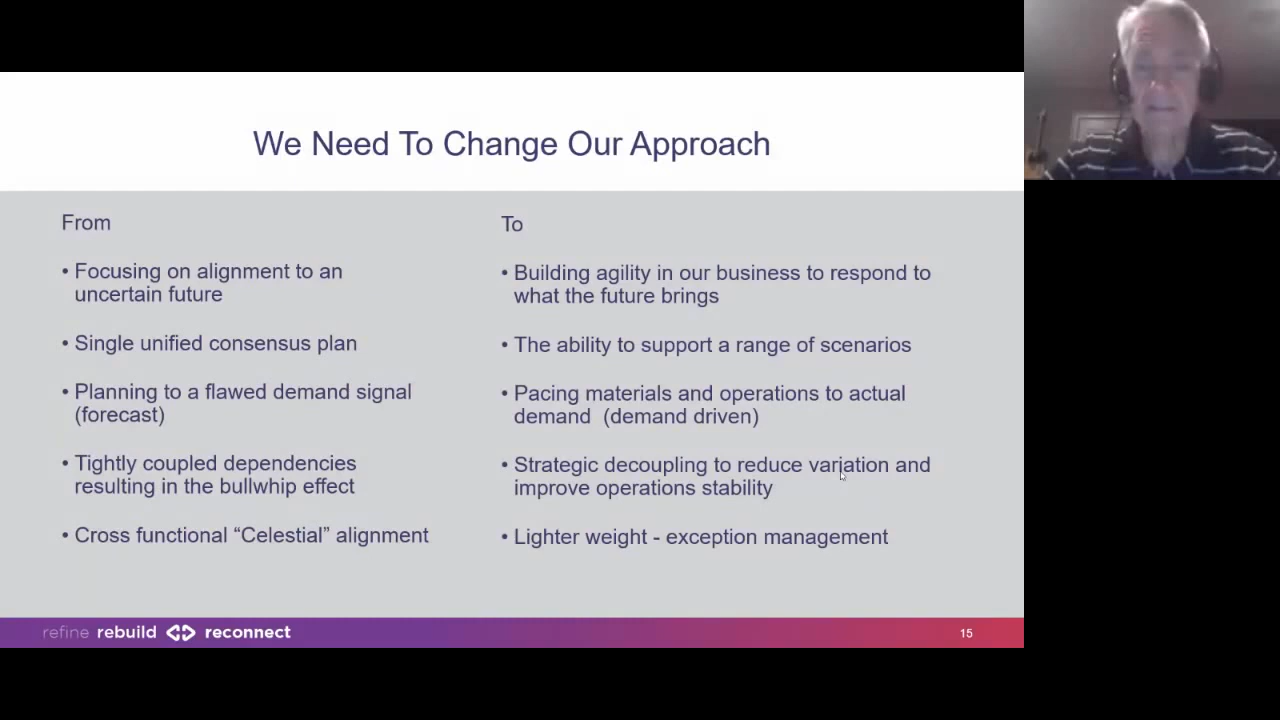 We Need To Change Our Approach
From
• Focusing on alignment to an
uncertain future
• Single unified consensus plan
• Planning to a flawed demand signal
(forecast)
• Tightly coupled dependencies
resulting in the bullwhip effect
• Cross functional “Celestial” alignment
To
• Building agility in our business to respond to
what the future brings
• The ability to support a range of scenarios
• Pacing materials and operations to actual
demand  (demand driven)
• Strategic decoupling to reduce variation and
improve operations stability
• Lighter weight - exception management
refine rebuild reconnect
15